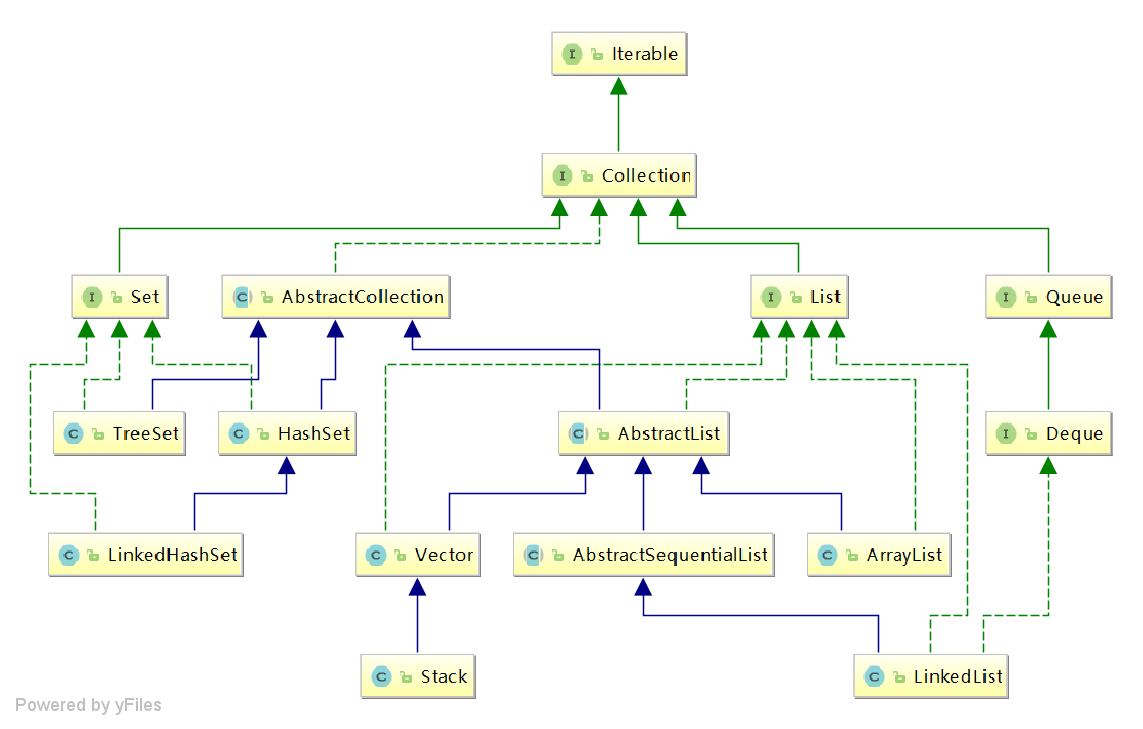 I Iterable
I Collection
I Set
C AbstractCollection
I List
I Queue
C TreeSet
C HashSet
C AbstractList
I Deque
C LinkedHashSet
C Vector
C AbstractSequentialList
C ArrayList
C Stack
C LinkedList
Powered by yFiles